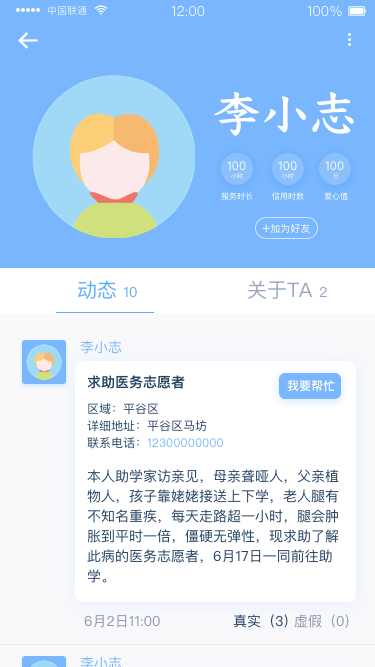 中国联通 12:00 100%
李小志
100 小时 100 小时 100 分
服务时长 信用时数 爱心值
+加为好友
动态 10 关于TA 2
李小志
求助医务志愿者 我要帮忙
区域：平谷区
详细地址：平谷区马坊
联系电话：12300000000
本人助学家访亲见，母亲聋哑人，父亲植
物人，孩子靠姥姥接送上下学，老人腿有
不知名重疾，每天走路超一小时，腿会肿
胀到平时一倍，僵硬无弹性，现求助了解
此病的医务志愿者，6月17日一同前往助
学。
6月2日11:00 真实（3）虚假（0）
李小志